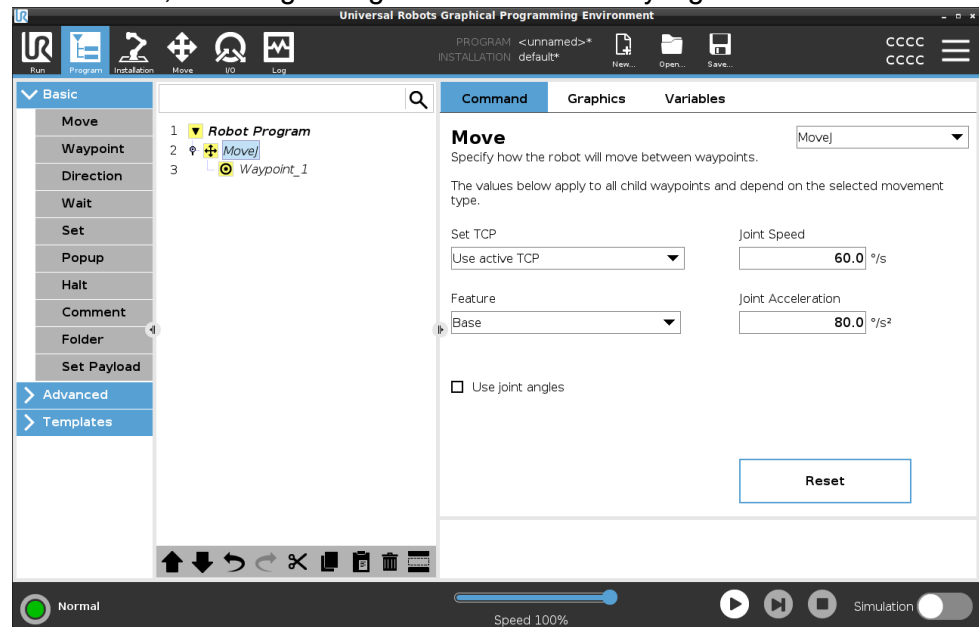 Universal Robots Graphical Programming Environment
PROGRAM <unnamed>*
INSTALLATION default*
CCCC
CCCC
Run Program Installation Move I/O Log New... Open... Save...
Basic
Move
Waypoint
Direction
Wait
Set
Popup
Halt
Comment
Folder
Set Payload
Advanced
Templates
1 Robot Program
2 MoveJ
3 Waypoint_1
Command Graphics Variables
Move
MoveJ
Specify how the robot will move between waypoints.
The values below apply to all child waypoints and depend on the selected movement
type.
Set TCP
Joint Speed
Use active TCP
60.0 °/s
Feature
Joint Acceleration
Base
80.0 °/s²
Use joint angles
Reset
Normal
Speed 100%
Simulation